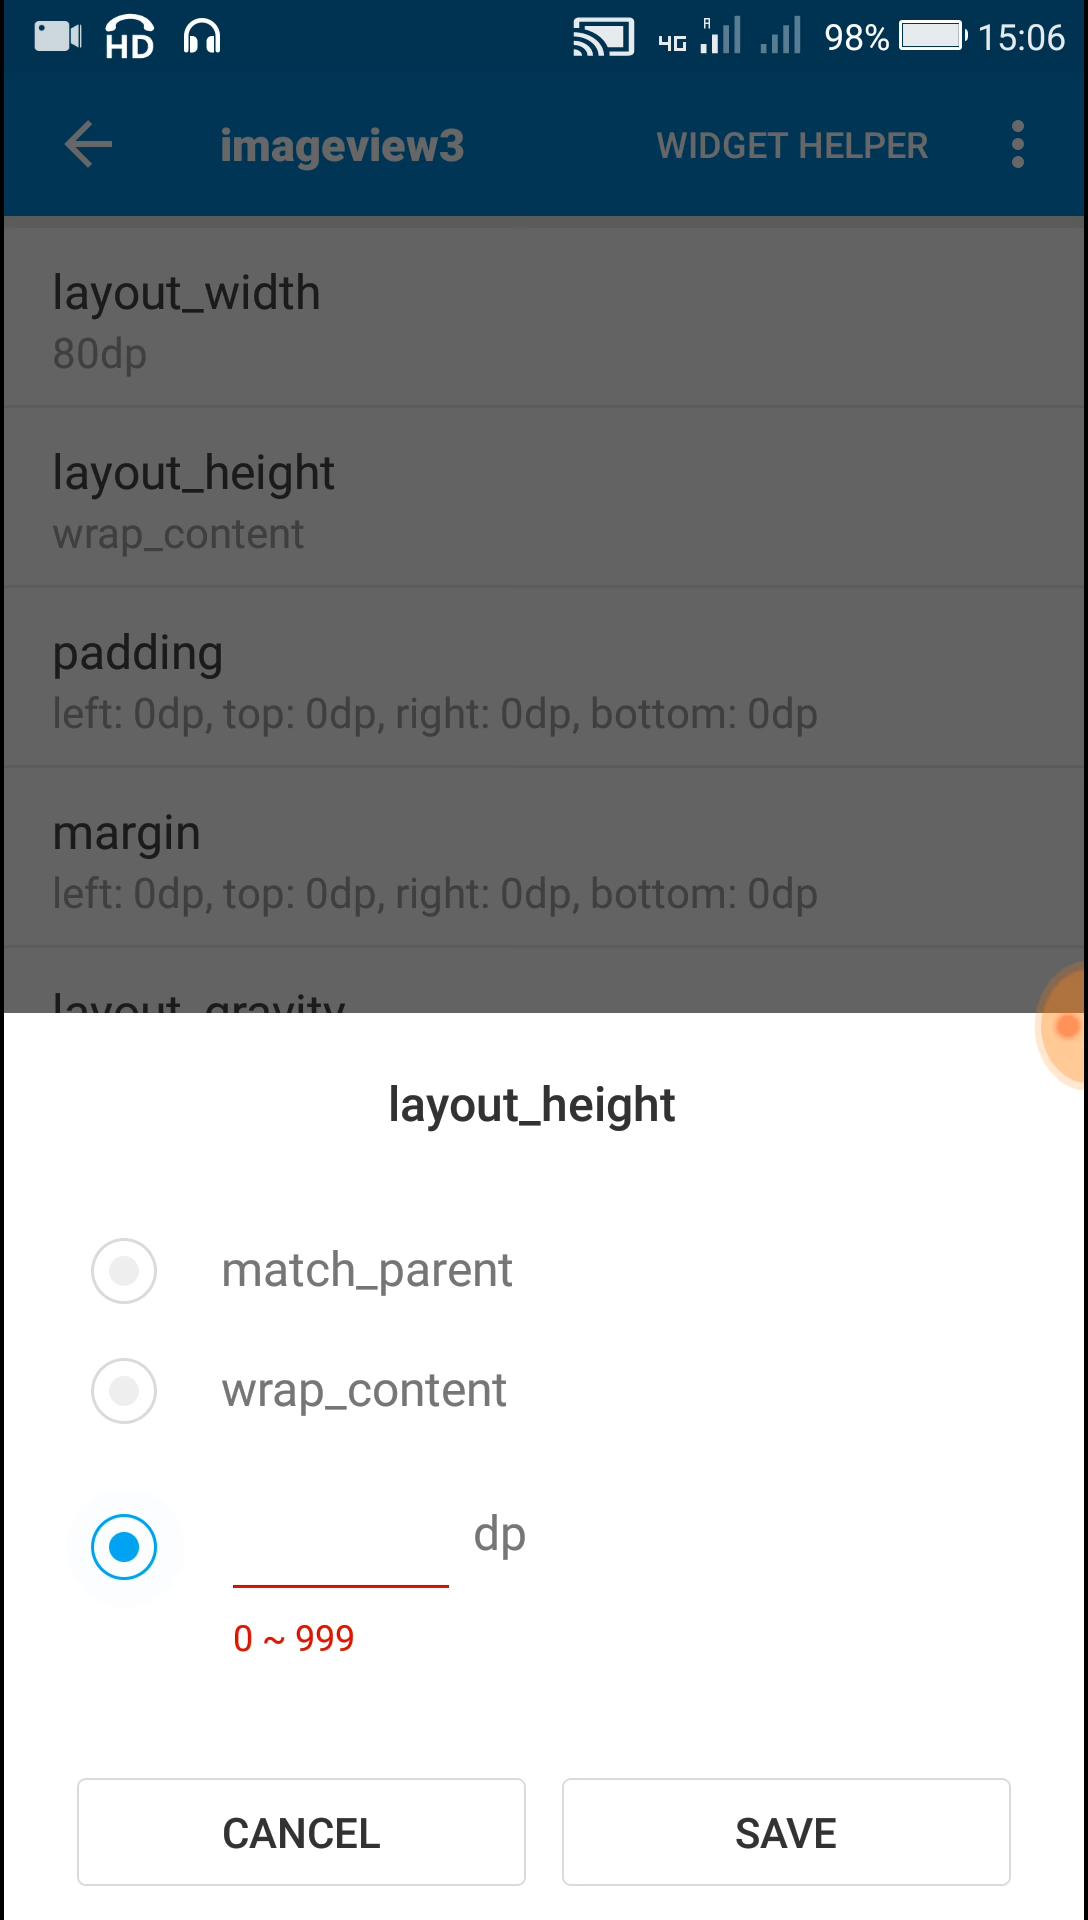 HD 4G R 98% 15:06
imageview3 WIDGET HELPER
layout_width
80dp
layout_height
wrap_content
padding
left: 0dp, top: 0dp, right: 0dp, bottom: 0dp
margin
left: 0dp, top: 0dp, right: 0dp, bottom: 0dp
layout_gravity
layout_height
match_parent
wrap_content
dp
0 ~ 999
CANCEL SAVE